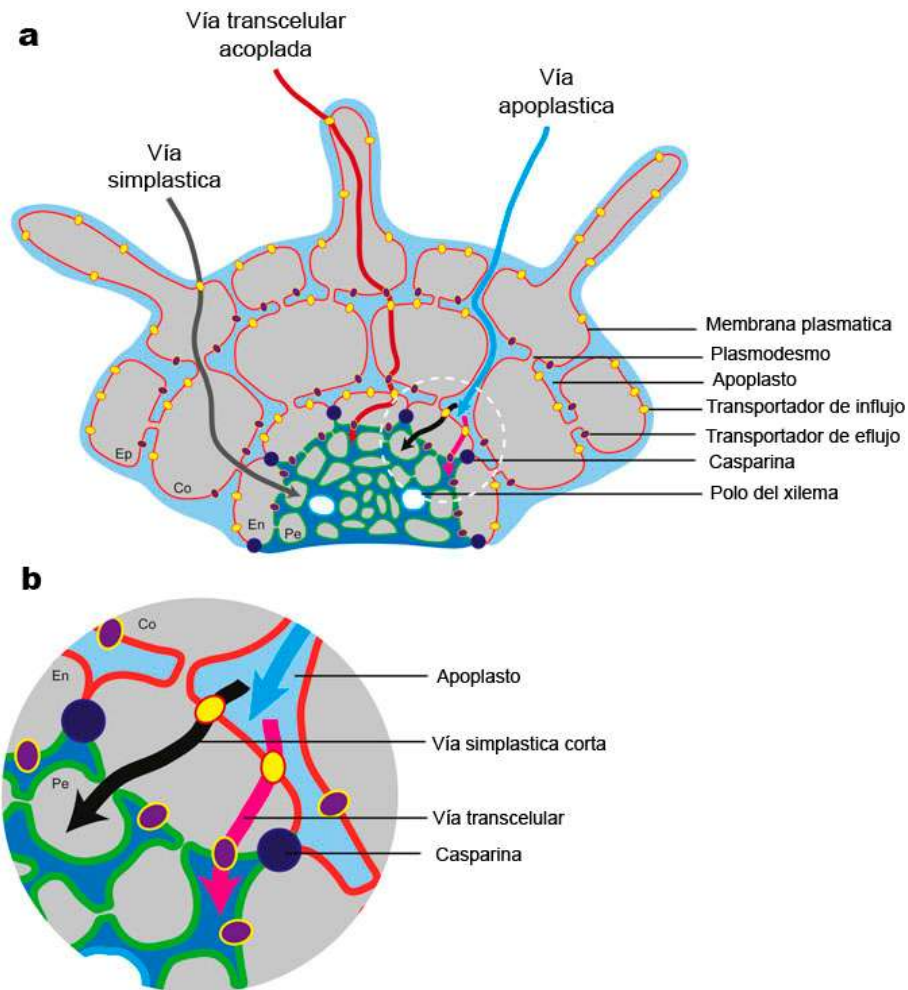 a
Vía transcelular
acoplada
Vía
apoplastica
Vía
simplastica
Membrana plasmatica
Plasmodesmo
Apoplasto
Transportador de influjo
Transportador de eflujo
Casparina
Polo del xilema
Ep
Co
En
Pe
b
Co
En
Pe
Apoplasto
Vía simplastica corta
Vía transcelular
Casparina